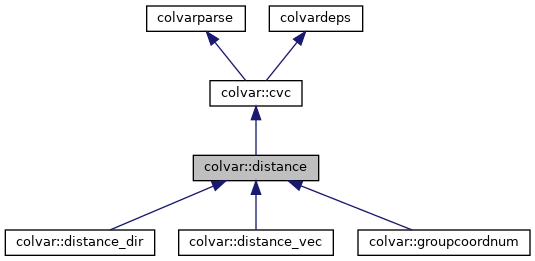 colvarparse
colvardeps
colvar::cvc
colvar::distance
colvar::distance_dir
colvar::distance_vec
colvar::groupcoordnum